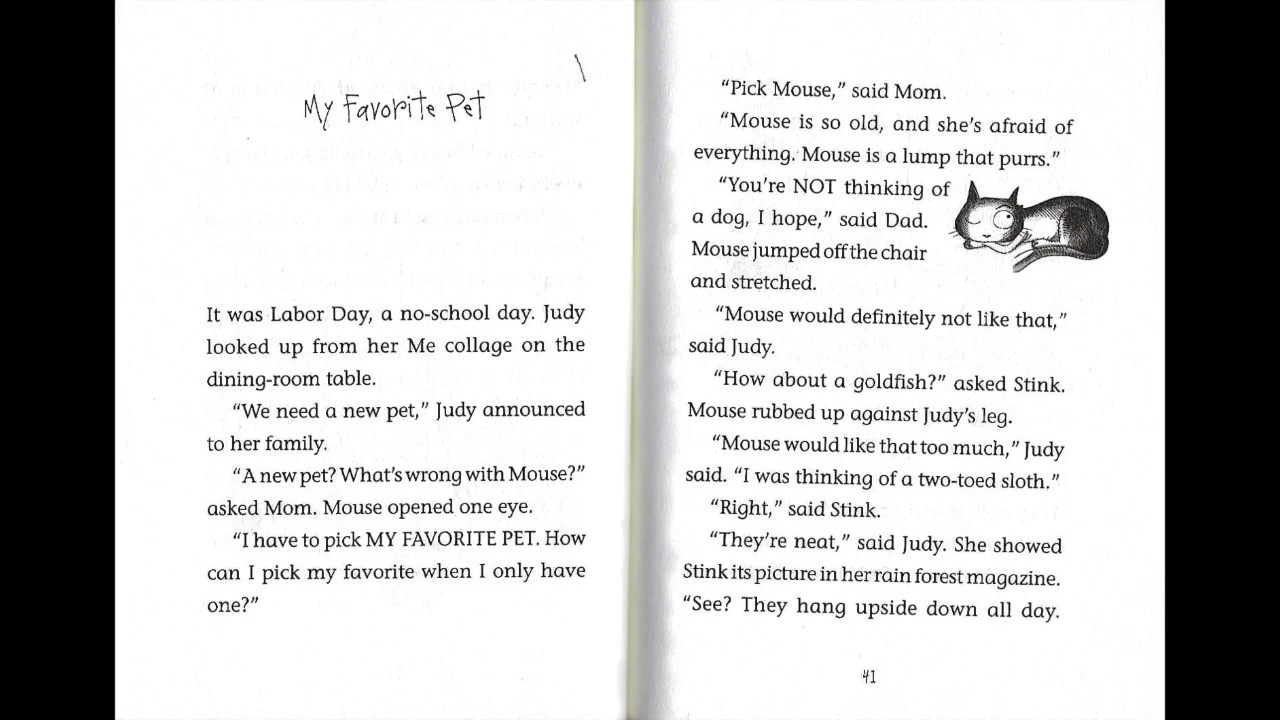 My Favorite Pet
It was Labor Day, a no-school day. Judy
looked up from her Me collage on the
dining-room table.
“We need a new pet,” Judy announced
to her family.
“A new pet? What’s wrong with Mouse?”
asked Mom. Mouse opened one eye.
“I have to pick MY FAVORITE PET. How
can I pick my favorite when I only have
one?”
“Pick Mouse,” said Mom.
“Mouse is so old, and she’s afraid of
everything. Mouse is a lump that purrs.”
“You’re NOT thinking of
a dog, I hope,” said Dad.
Mouse jumped off the chair
and stretched.
“Mouse would definitely not like that,”
said Judy.
“How about a goldfish?” asked Stink.
Mouse rubbed up against Judy’s leg.
“Mouse would like that too much,” Judy
said. “I was thinking of a two-toed sloth.”
“Right,” said Stink.
“They’re neat,” said Judy. She showed
Stink its picture in her rain forest magazine.
“See? They hang upside down all day.
41